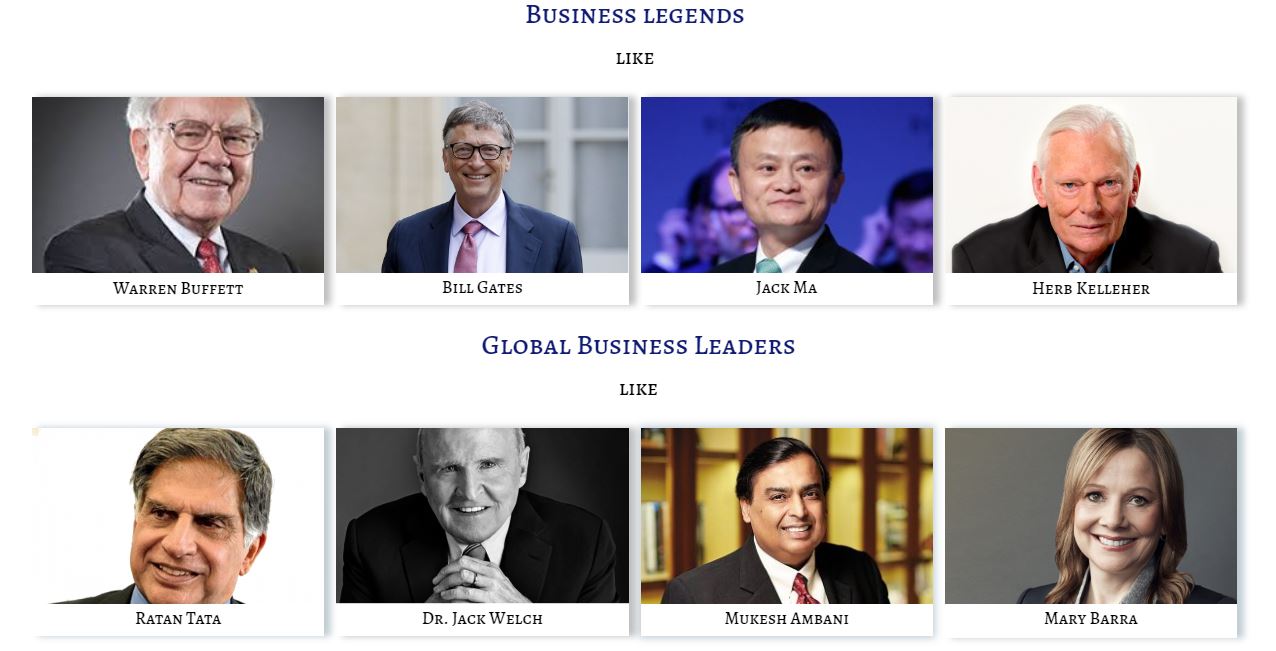 Business legends
like
Warren Buffett
Bill Gates
Jack Ma
Herb Kelleher
Global Business Leaders
like
Ratan Tata
Dr. Jack Welch
Mukesh Ambani
Mary Barra